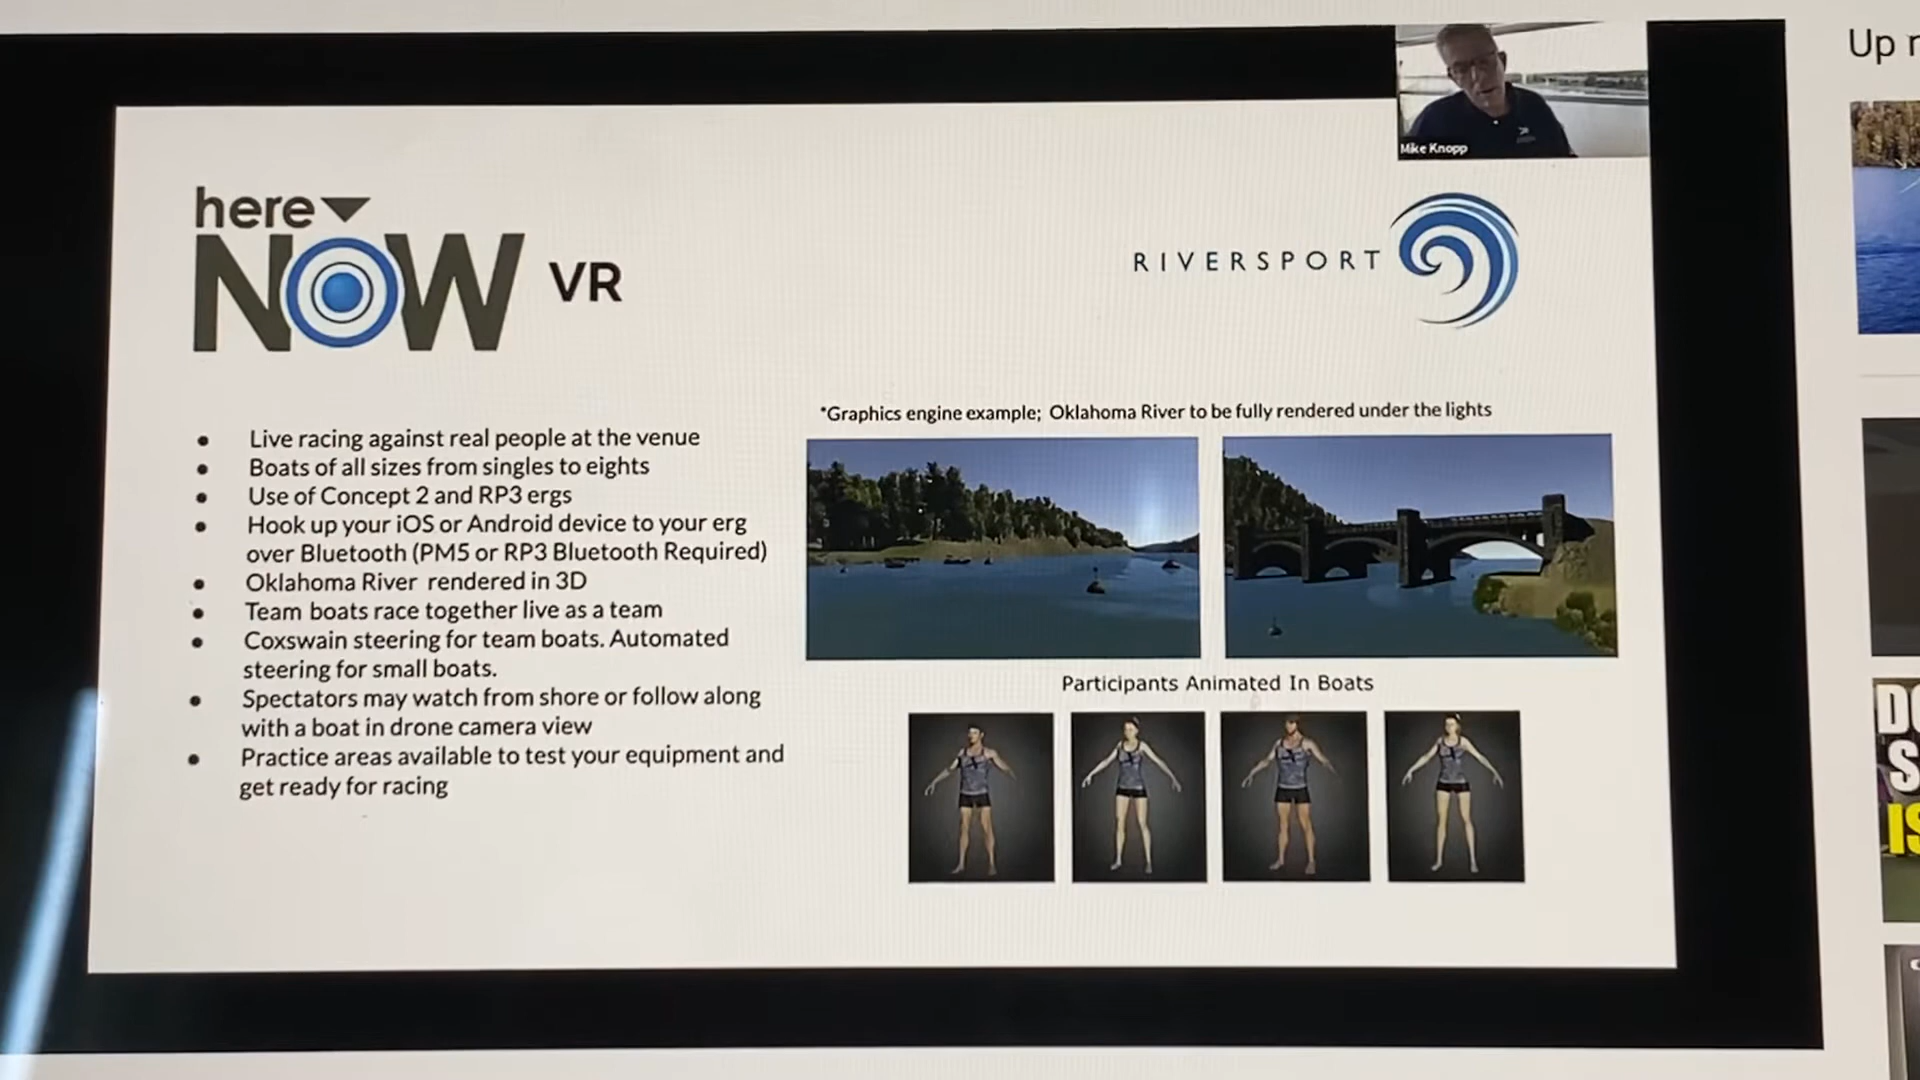 Up
Mike Knopp
here
NOW VR
RIVERSPORT
*Graphics engine example; Oklahoma River to be fully rendered under the lights
● Live racing against real people at the venue
● Boats of all sizes from singles to eights
● Use of Concept 2 and RP3 ergs
● Hook up your iOS or Android device to your erg
over Bluetooth (PM5 or RP3 Bluetooth Required)
● Oklahoma River rendered in 3D
● Team boats race together live as a team
● Coxswain steering for team boats. Automated
steering for small boats.
● Spectators may watch from shore or follow along
with a boat in drone camera view
● Practice areas available to test your equipment and
get ready for racing
Participants Animated In Boats